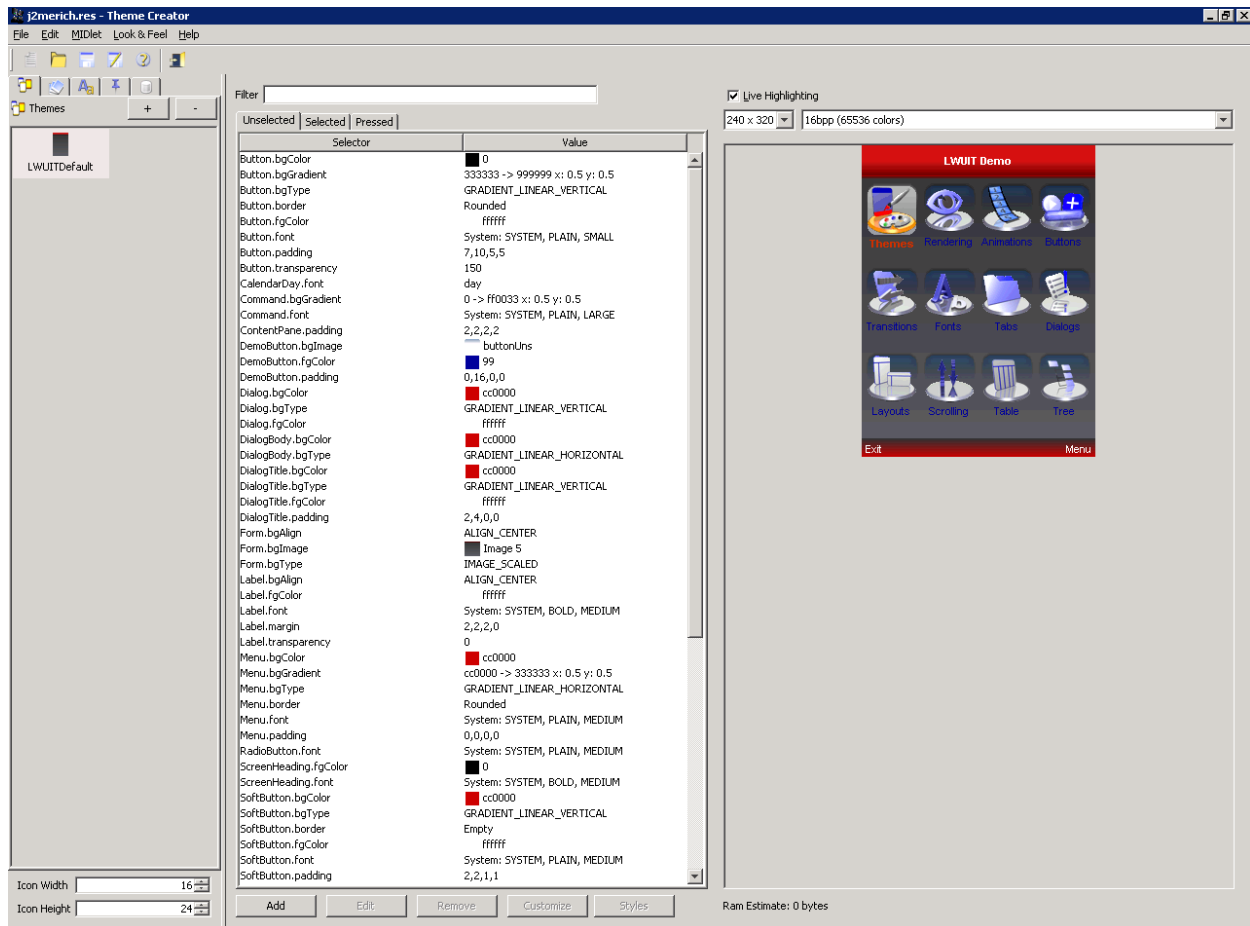 j2merich.res - Theme Creator
File Edit MIDlet Look & Feel Help
Themes + -
LWUITDefault
Icon Width 16
Icon Height 24
Filter
Unselected Selected Pressed
Selector Value
Button.bgColor 0
Button.bgGradient 333333 -> 999999 x: 0.5 y: 0.5
Button.bgType GRADIENT_LINEAR_VERTICAL
Button.border Rounded
Button.fgColor ffffff
Button.font System: SYSTEM, PLAIN, SMALL
Button.padding 7,10,5,5
Button.transparency 150
CalendarDay.font day
Command.bgGradient 0 -> ff0033 x: 0.5 y: 0.5
Command.font System: SYSTEM, PLAIN, LARGE
ContentPane.padding 2,2,2,2
DemoButton.bgImage buttonUns
DemoButton.fgColor 99
DemoButton.padding 0,16,0,0
Dialog.bgColor cc0000
Dialog.bgType GRADIENT_LINEAR_VERTICAL
Dialog.fgColor ffffff
DialogBody.bgColor cc0000
DialogBody.bgType GRADIENT_LINEAR_HORIZONTAL
DialogTitle.bgColor cc0000
DialogTitle.bgType GRADIENT_LINEAR_VERTICAL
DialogTitle.fgColor ffffff
DialogTitle.padding 2,4,0,0
Form.bgAlign ALIGN_CENTER
Form.bgImage Image 5
Form.bgType IMAGE_SCALED
Label.bgAlign ALIGN_CENTER
Label.fgColor ffffff
Label.font System: SYSTEM, BOLD, MEDIUM
Label.margin 2,2,2,0
Label.transparency 0
Menu.bgColor cc0000
Menu.bgGradient cc0000 -> 333333 x: 0.5 y: 0.5
Menu.bgType GRADIENT_LINEAR_HORIZONTAL
Menu.border Rounded
Menu.font System: SYSTEM, PLAIN, MEDIUM
Menu.padding 0,0,0,0
RadioButton.font System: SYSTEM, PLAIN, MEDIUM
ScreenHeading.fgColor 0
ScreenHeading.font System: SYSTEM, BOLD, MEDIUM
SoftButton.bgColor cc0000
SoftButton.bgType GRADIENT_LINEAR_VERTICAL
SoftButton.border Empty
SoftButton.fgColor ffffff
SoftButton.font System: SYSTEM, PLAIN, MEDIUM
SoftButton.padding 2,2,1,1
Add Edit Remove Customize Styles
Live Highlighting
240 x 320 16bpp (65536 colors)
LWUIT Demo
Themes Rendering Animations Buttons
Transitions Fonts Tabs Dialogs
Layouts Scrolling Table Tree
Exit Menu
Ram Estimate: 0 bytes